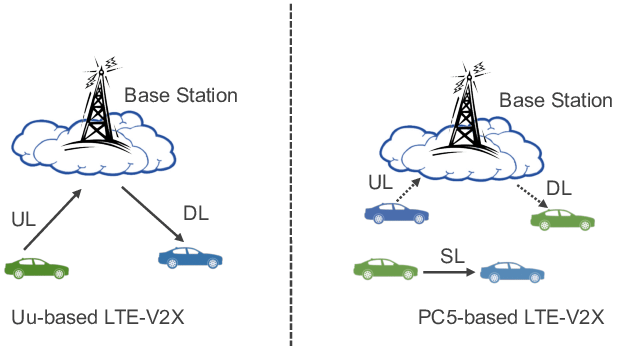 Base Station
UL
DL
Uu-based LTE-V2X
Base Station
UL
DL
SL
PC5-based LTE-V2X